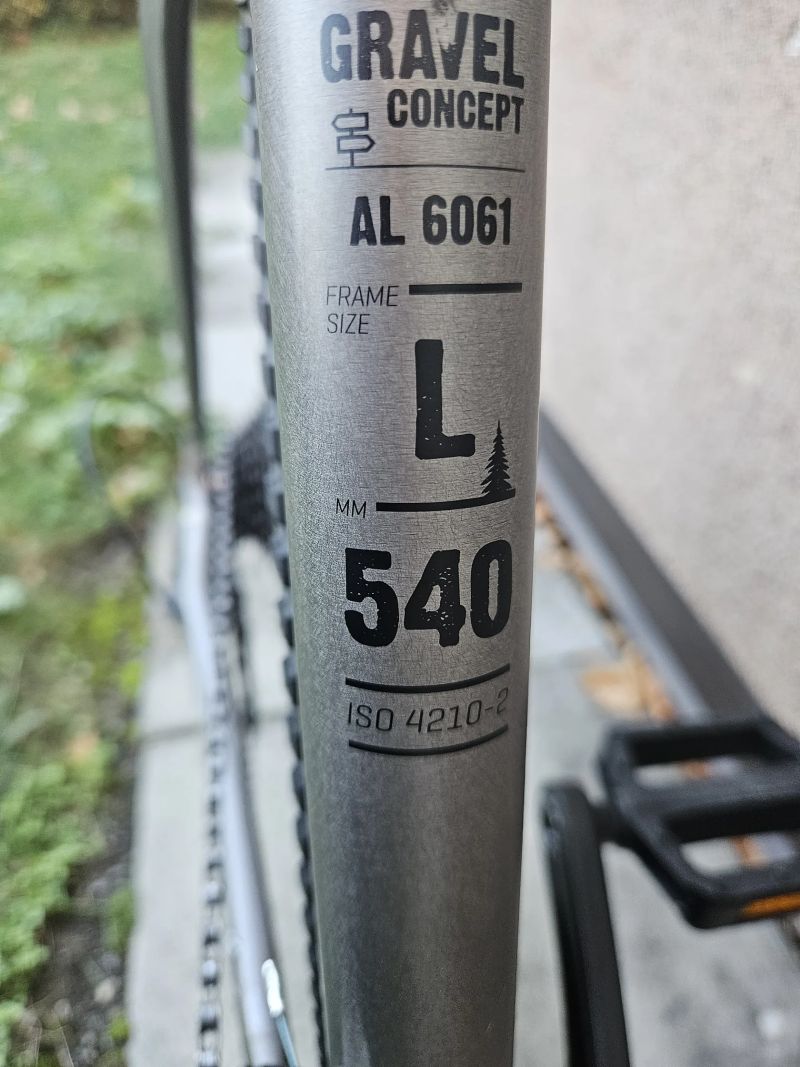 GRAVEL
CONCEPT
AL 6061
FRAME
SIZE
L
MM
540
ISO 4210-2